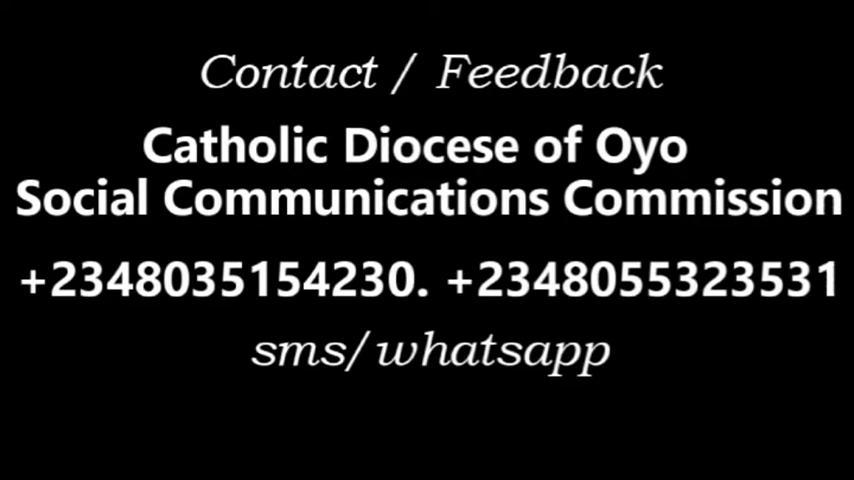 Contact / Feedback
Catholic Diocese of Oyo
Social Communications Commission
+2348035154230. +2348055323531
sms/whatsapp